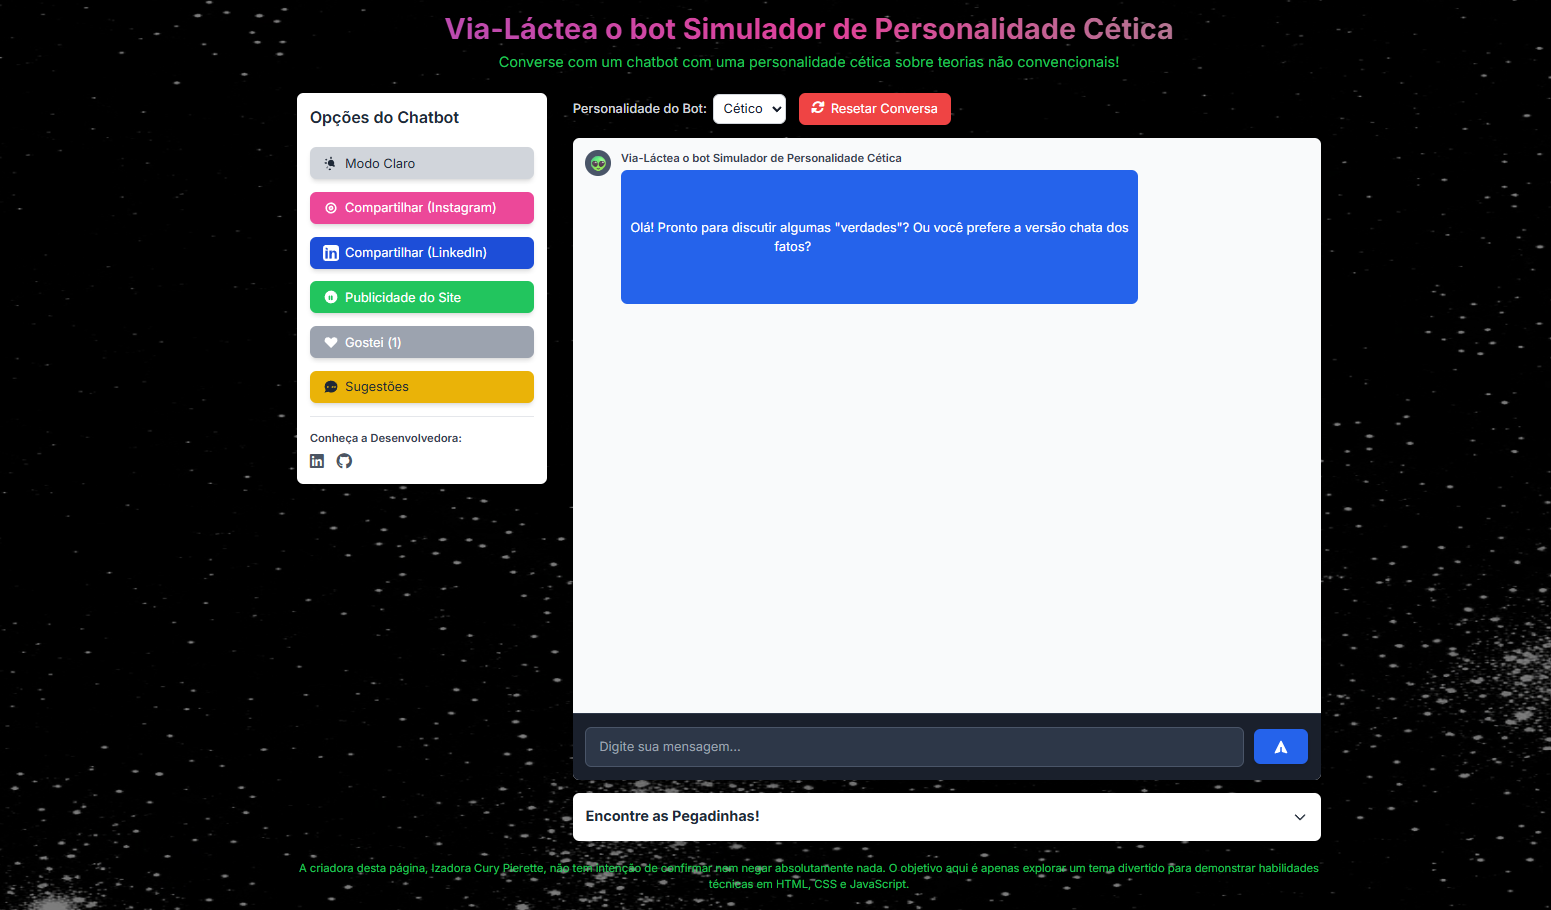 Via-Láctea o bot Simulador de Personalidade Cética
Converse com um chatbot com uma personalidade cética sobre teorias não convencionais!
Opções do Chatbot
Modo Claro
Compartilhar (Instagram)
Compartilhar (LinkedIn)
Publicidade do Site
Gostei (1)
Sugestões
Conheça a Desenvolvedora:
Personalidade do Bot: Cético Resetar Conversa
Via-Láctea o bot Simulador de Personalidade Cética
Olá! Pronto para discutir algumas "verdades"? Ou você prefere a versão chata dos
fatos?
Digite sua mensagem...
Encontre as Pegadinhas!
A criadora desta página, Izadora Cury Pierette, não tem intenção de confirmar nem negar absolutamente nada. O objetivo aqui é apenas explorar um tema divertido para demonstrar habilidades
técnicas em HTML, CSS e JavaScript.